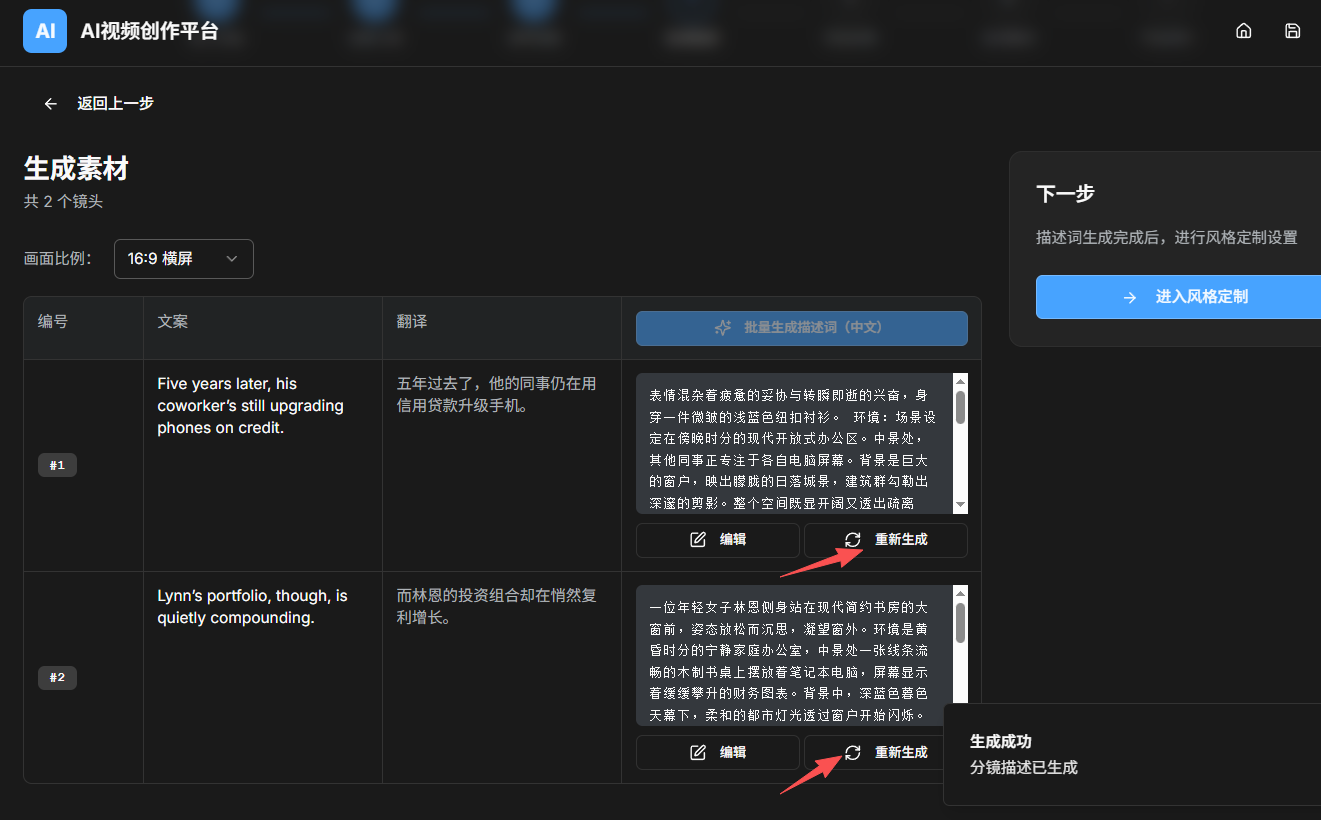 AI AI视频创作平台
返回上一步
生成素材
共 2 个镜头
画面比例： 16:9 横屏
编号 文案 翻译 批量生成描述词（中文）
#1
Five years later, his
coworker’s still upgrading
phones on credit.
五年过去了，他的同事仍在用
信用贷款升级手机。
表情混杂着疲惫的妥协与转瞬即逝的兴奋，身
穿一件微皱的浅蓝色纽扣衬衫。 环境：场景设
定在傍晚时分的现代开放式办公区。中景处，
其他同事正专注于各自电脑屏幕。背景是巨大
的窗户，映出朦胧的日落城景，建筑群勾勒出
深邃的剪影。整个空间既显开阔又透出疏离
编辑 重新生成
#2
Lynn’s portfolio, though, is
quietly compounding.
而林恩的投资组合却在悄然复
利增长。
一位年轻女子林恩侧身站在现代简约书房的大
窗前，姿态放松而沉思，凝望窗外。环境是黄
昏时分的宁静家庭办公室，中景处一张线条流
畅的木制书桌上摆放着笔记本电脑，屏幕显示
着缓缓攀升的财务图表。背景中，深蓝色暮色
天幕下，柔和的都市灯光透过窗户开始闪烁。
编辑 重新生成
下一步
描述词生成完成后，进行风格定制设置
进入风格定制
生成成功
分镜描述已生成